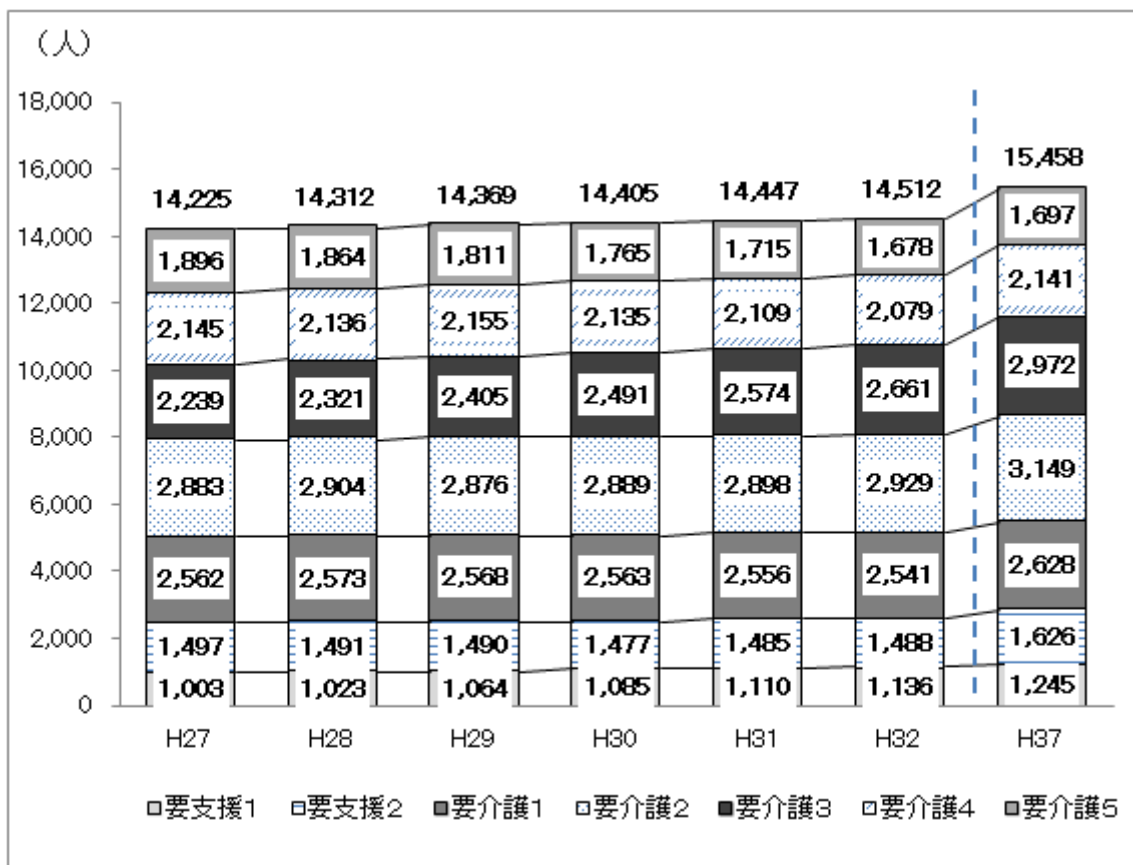 (人)
18,000
16,000
14,000
12,000
10,000
8,000
6,000
4,000
2,000
0
14,225 14,312 14,369 14,405 14,447 14,512 15,458
1,896 1,864 1,811 1,765 1,715 1,678 1,697
2,145 2,136 2,155 2,135 2,109 2,079 2,141
2,239 2,321 2,405 2,491 2,574 2,661 2,972
2,883 2,904 2,876 2,889 2,898 2,929 3,149
2,562 2,573 2,568 2,563 2,556 2,541 2,628
1,497 1,491 1,490 1,477 1,485 1,488 1,626
1,003 1,023 1,064 1,085 1,110 1,136 1,245
H27 H28 H29 H30 H31 H32 H37
要支援1 要支援2 要介護1 要介護2 要介護3 要介護4 要介護5